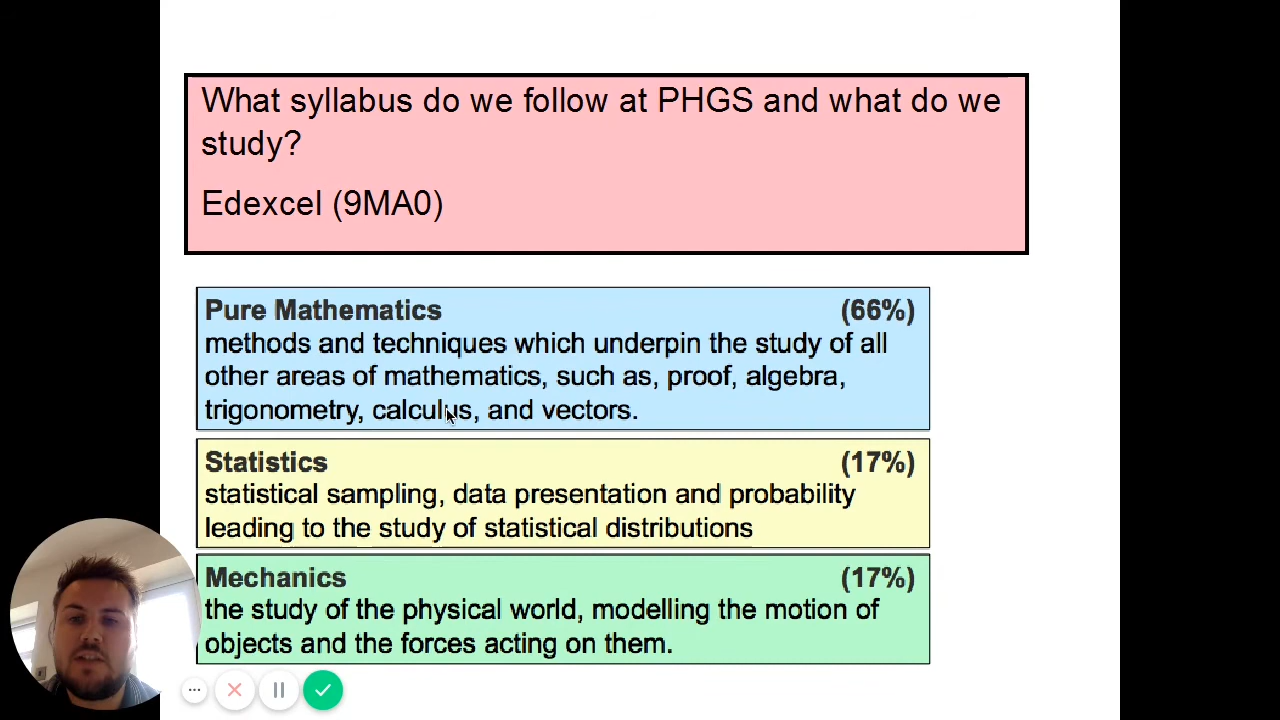 What syllabus do we follow at PHGS and what do we
study?
Edexcel (9MA0)
Pure Mathematics (66%)
methods and techniques which underpin the study of all
other areas of mathematics, such as, proof, algebra,
trigonometry, calculus, and vectors.
Statistics (17%)
statistical sampling, data presentation and probability
leading to the study of statistical distributions
Mechanics (17%)
the study of the physical world, modelling the motion of
objects and the forces acting on them.